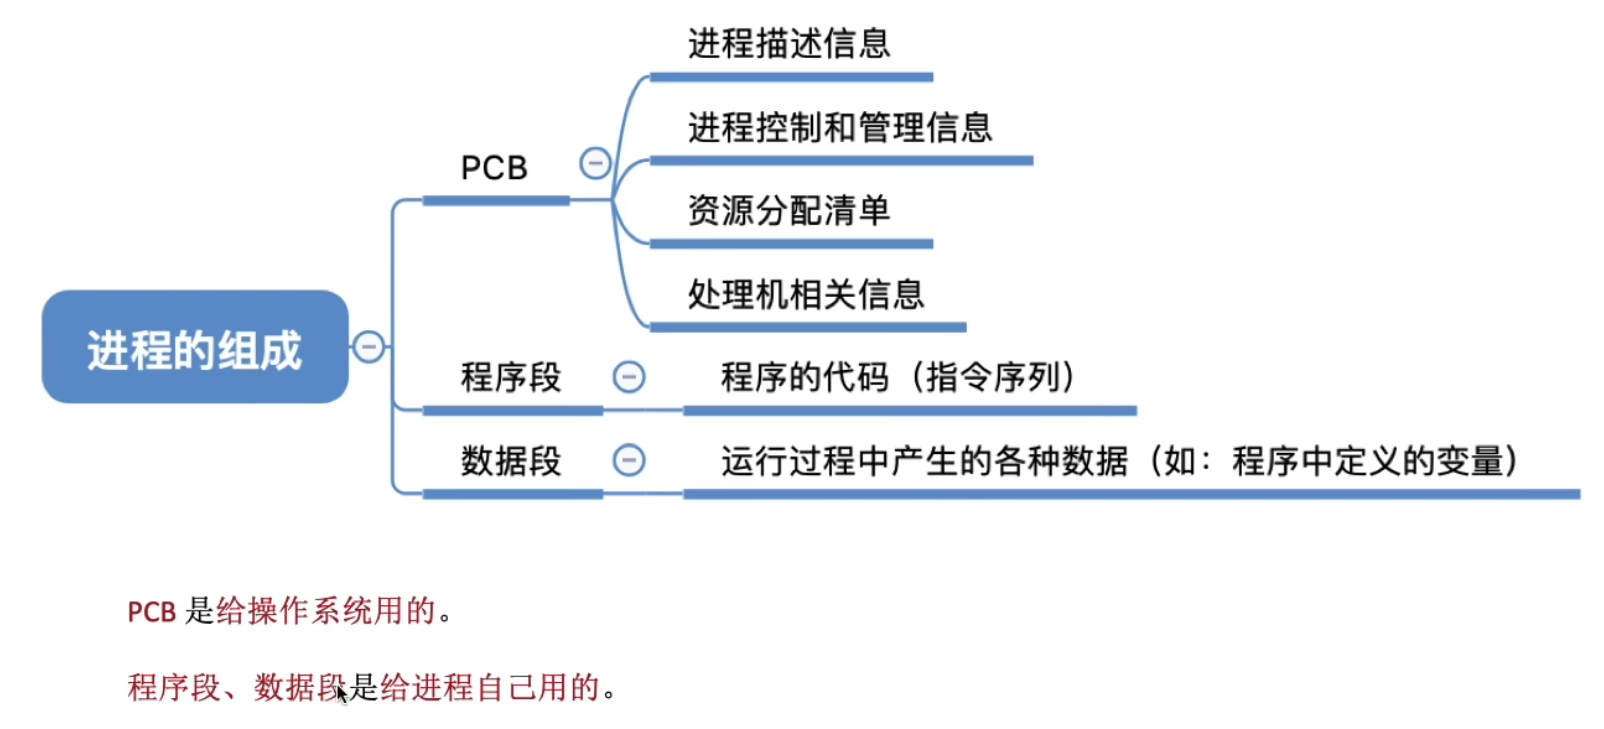 进程描述信息
进程控制和管理信息
PCB
资源分配清单
处理机相关信息
进程的组成
程序段
程序的代码（指令序列）
数据段
运行过程中产生的各种数据（如：程序中定义的变量）
PCB 是给操作系统用的。
程序段、数据段是给进程自己用的。